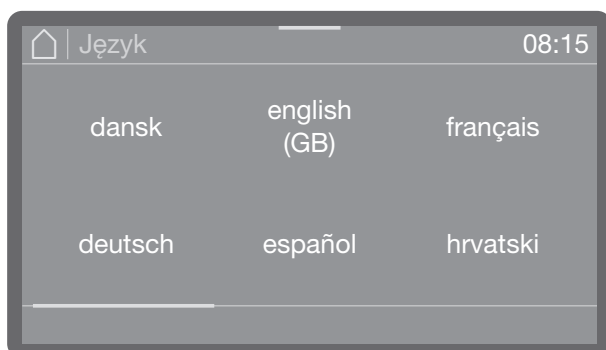 Język
08:15
dansk
english
(GB)
français
deutsch
español
hrvatski